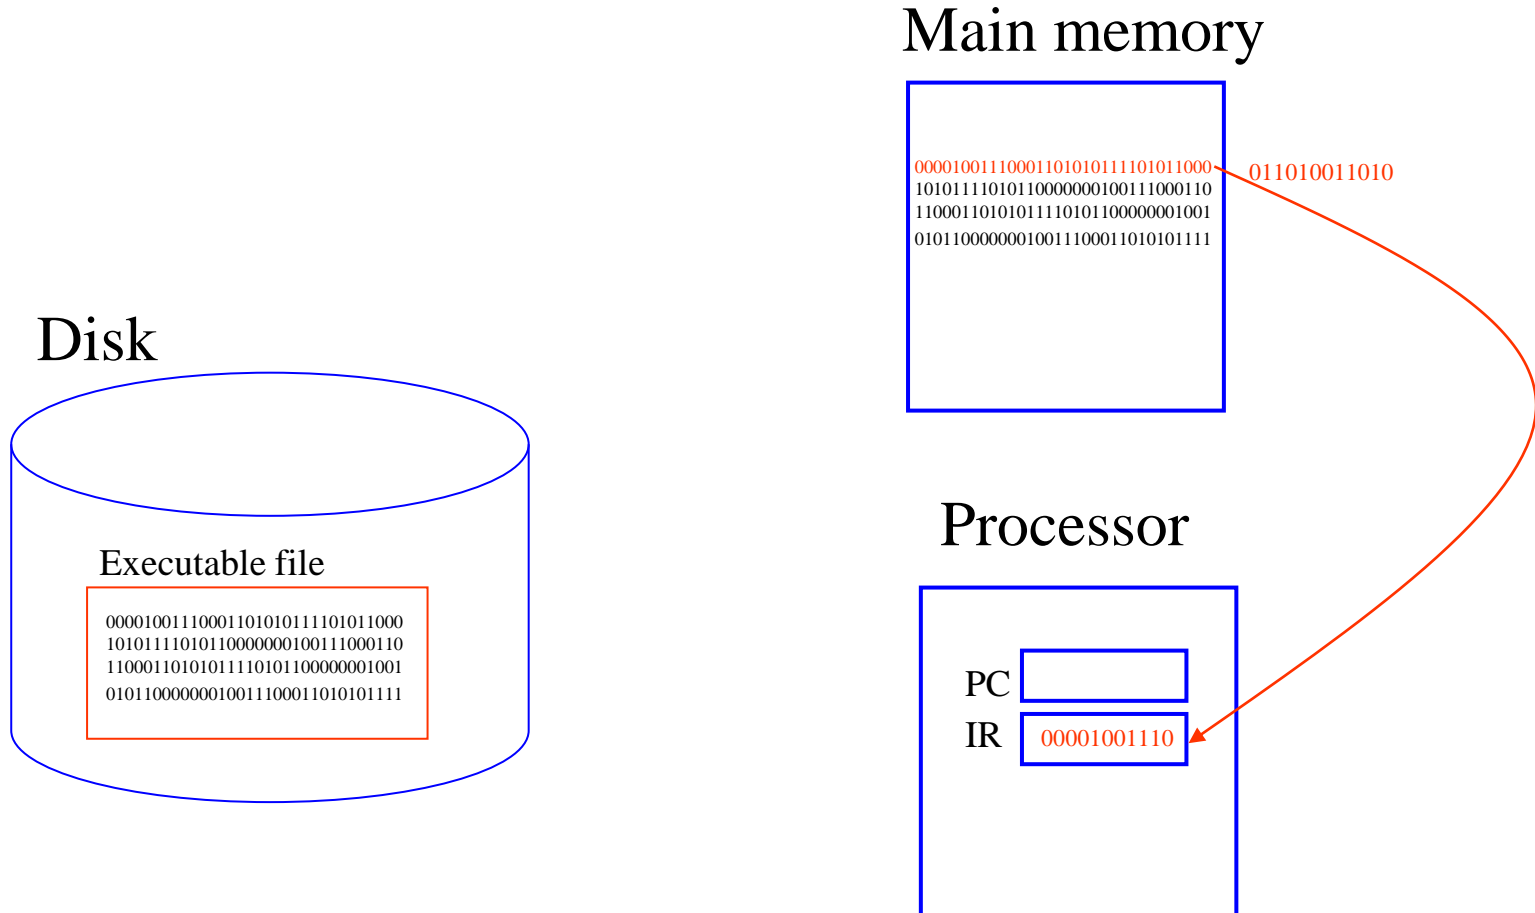 Main memory
00001001110001101010111101011000
011010011010
10101111010110000000100111000110
11000110101011110101100000001001
01011000000010011100011010101111
Disk
Processor
Executable file
00001001110001101010111101011000
10101111010110000000100111000110
11000110101011110101100000001001
01011000000010011100011010101111
PC
IR
00001001110